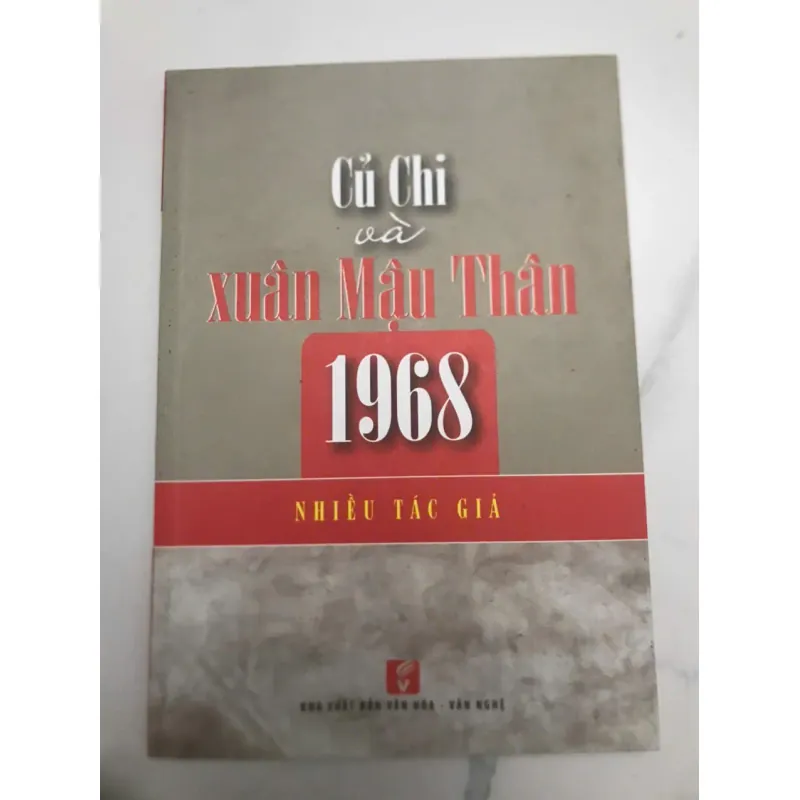 Củ Chi
và
xuân Mậu Thân
1968
NHIỀU TÁC GIẢ
NHÀ XUẤT BẢN VĂN HÓA - VĂN NGHỆ